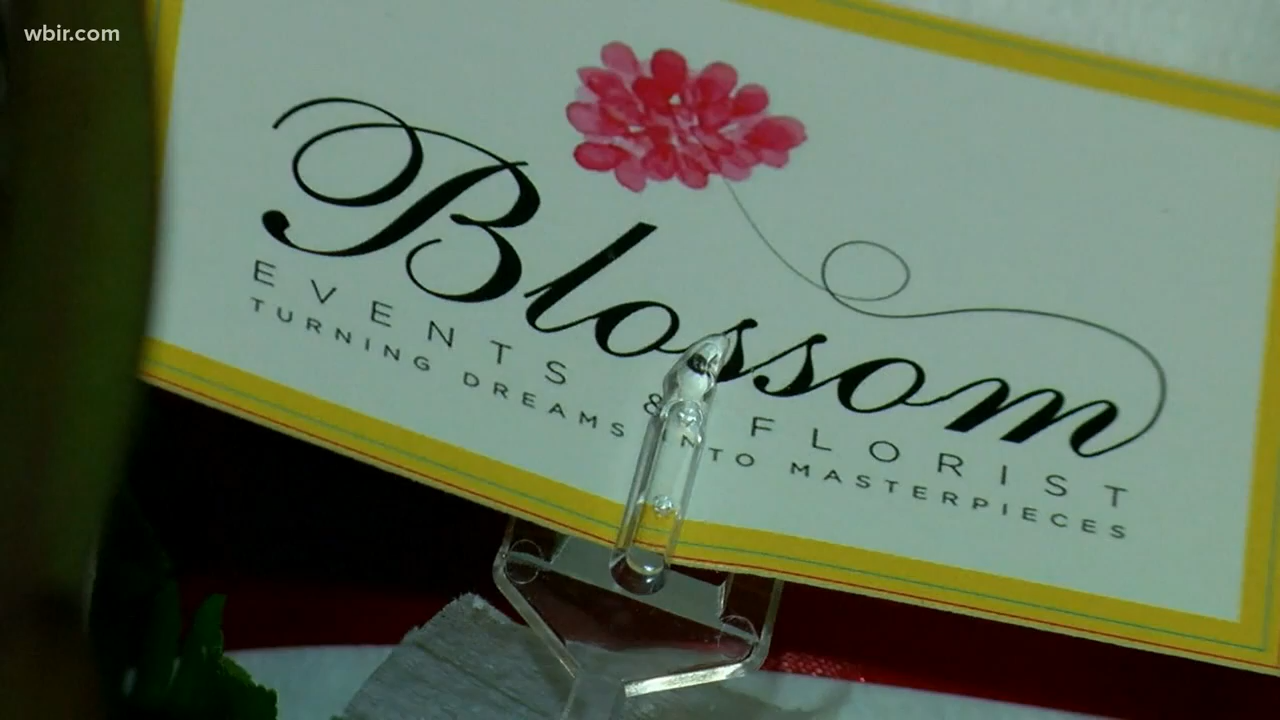 wbir.com
Blossom
EVENTS & FLORIST
TURNING DREAMS INTO MASTERPIECES